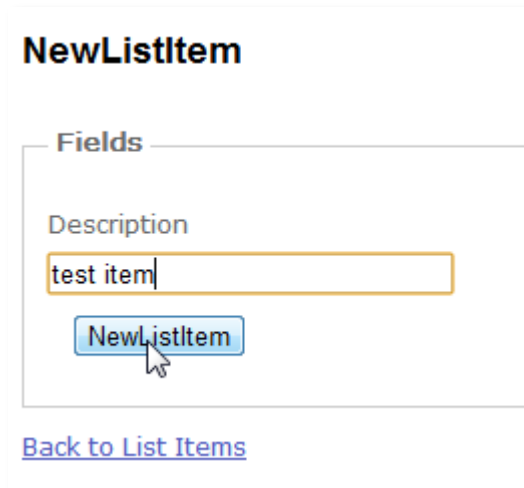 NewListItem
Fields
Description
test item
NewListItem
Back to List Items